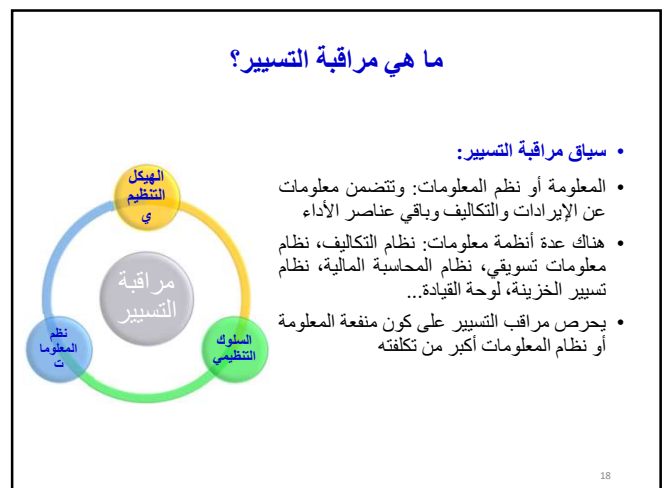 ما هي مراقبة التسيير؟
• سياق مراقبة التسيير:
• المعلومة أو نظم المعلومات: وتتضمن معلومات
عن الإيرادات والتكاليف وباقي عناصر الأداء
• هناك عدة أنظمة معلومات: نظام التكاليف، نظام
معلومات تسويقي، نظام المحاسبة المالية، نظام
تسيير الخزينة، لوحة القيادة...
• يحرص مراقب التسيير على كون منفعة المعلومة
أو نظام المعلومات أكبر من تكلفته
الهيكل
التنظيم
ي
مراقبة
التسيير
السلوك
التنظيمي
نظم
المعلوما
ت
18